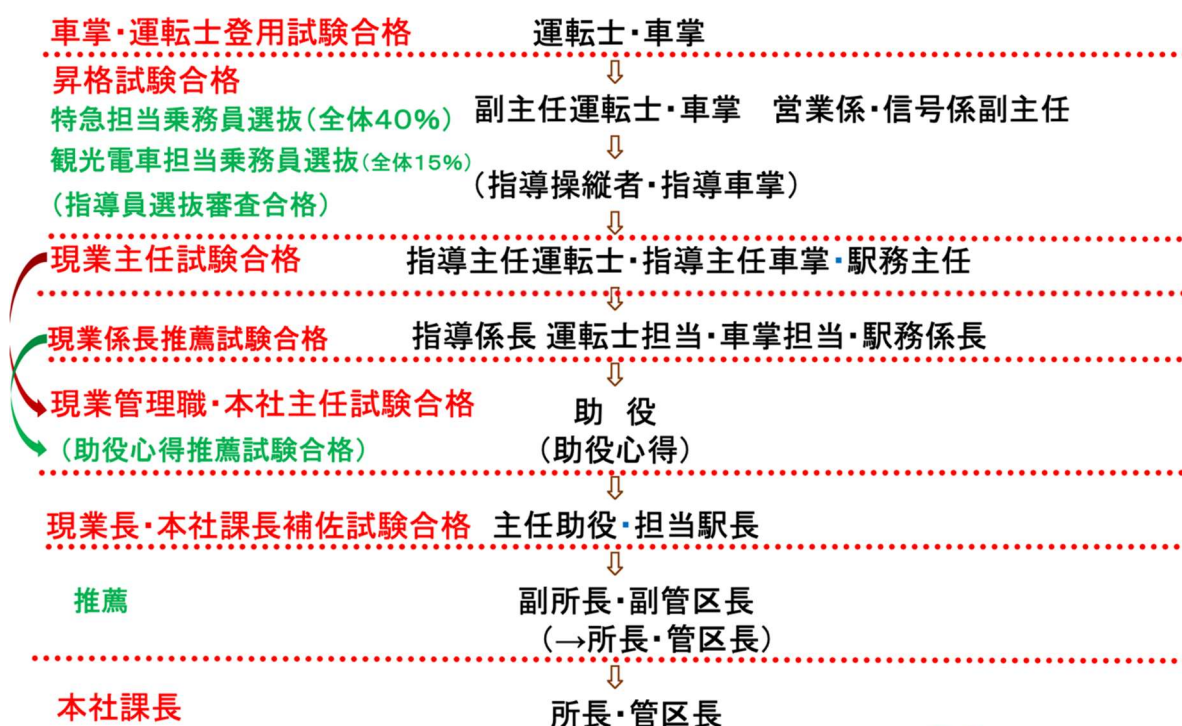 車掌・運転士登用試験合格 運転士・車掌
昇格試験合格
特急担当乗務員選抜(全体40%) 副主任運転士・車掌 営業係・信号係副主任
観光電車担当乗務員選抜(全体15%)
(指導員選抜審査合格) (指導操縦者・指導車掌)
現業主任試験合格 指導主任運転士・指導主任車掌・駅務主任
現業係長推薦試験合格 指導係長 運転士担当・車掌担当・駅務係長
現業管理職・本社主任試験合格 助 役
(助役心得推薦試験合格) (助役心得)
現業長・本社課長補佐試験合格 主任助役・担当駅長
推薦 副所長・副管区長
(→所長・管区長)
本社課長 所長・管区長